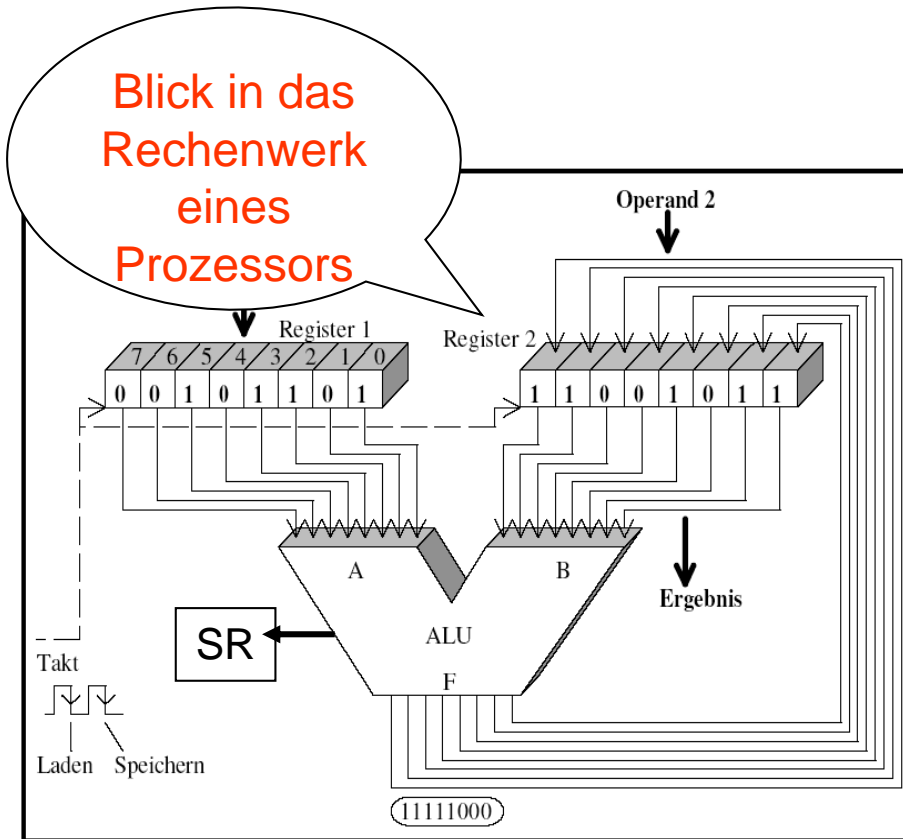 Blick in das
Rechenwerk
eines
Prozessors
Operand 2
Register 1
Register 2
7 6 5 4 3 2 1 0
0 0 1 0 1 1 0 1
1 1 0 0 1 0 1 1
A
B
Ergebnis
SR
ALU
F
Takt
Laden
Speichern
11111000